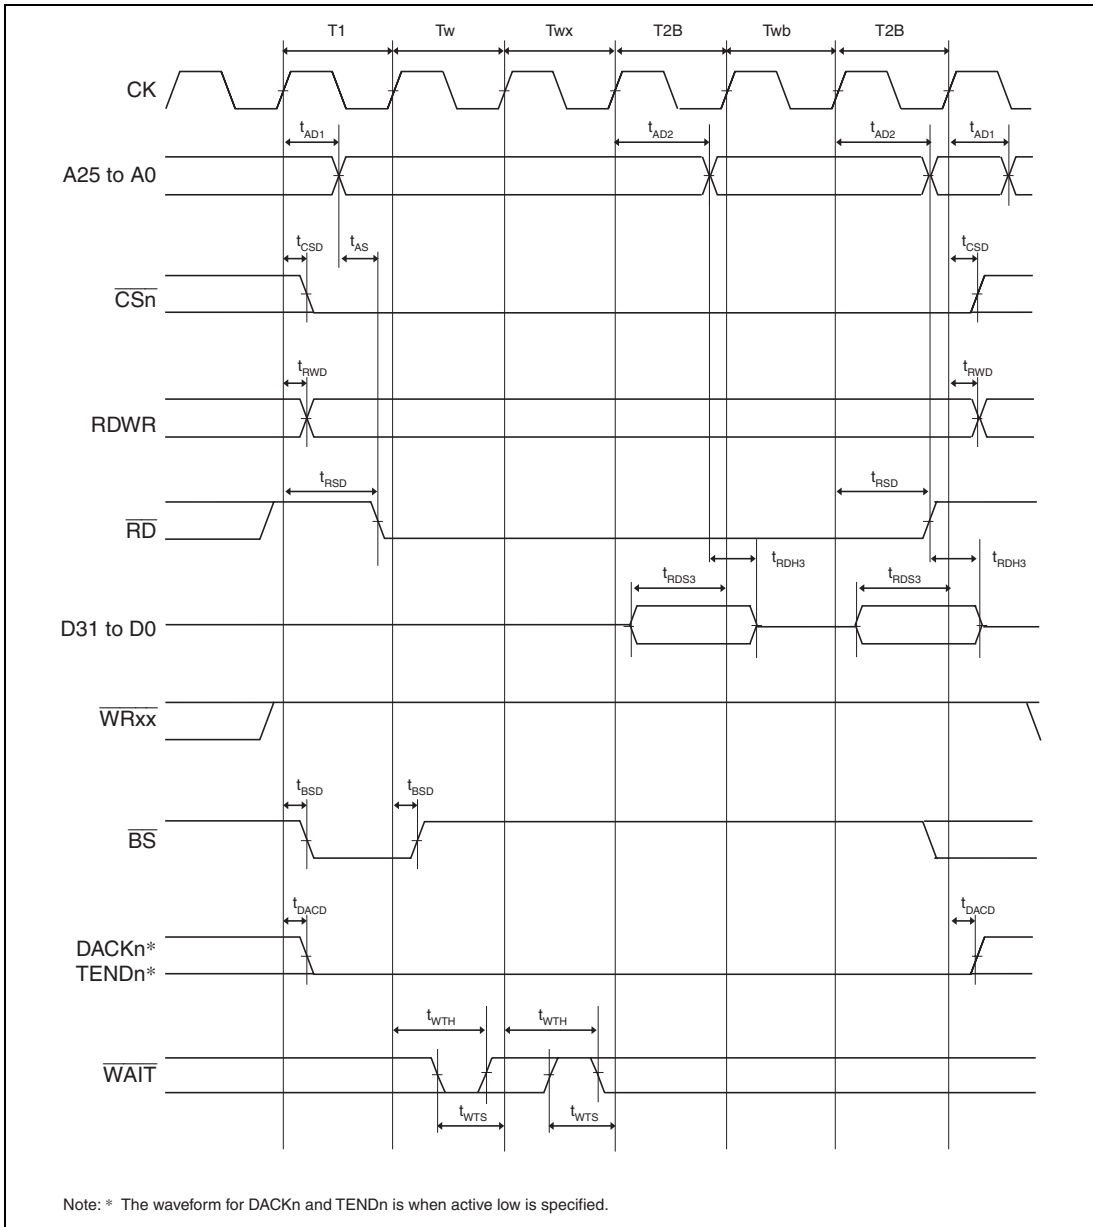 T1 Tw Twx T2B Twb T2B
CK
tAD1 tAD2 tAD2 tAD1
A25 to A0
tCSD tAS tCSD
CSn
tRWD tRWD
RDWR
tRSD tRSD
RD
tRDH3 tRDH3
tRDS3 tRDS3
D31 to D0
WRxx
tBSD tBSD
BS
tDACD tDACD
DACKn*
TENDn*
tWTH tWTH
WAIT
tWTS tWTS
Note: * The waveform for DACKn and TENDn is when active low is specified.